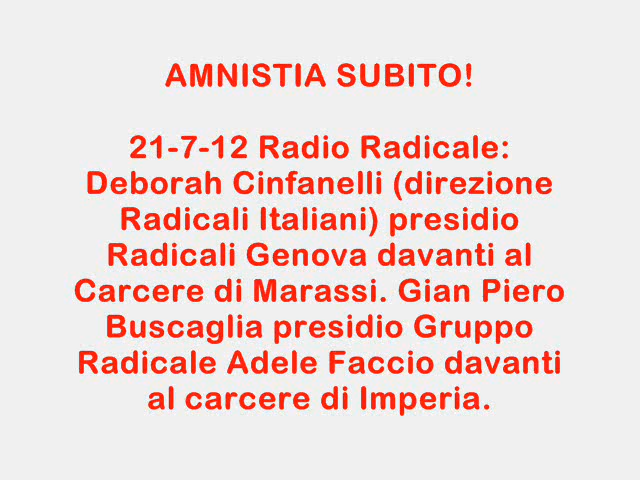 AMNISTIA SUBITO!
21-7-12 Radio Radicale:
Deborah Cinfanelli (direzione
Radicali Italiani) presidio
Radicali Genova davanti al
Carcere di Marassi. Gian Piero
Buscaglia presidio Gruppo
Radicale Adele Faccio davanti
al carcere di Imperia.